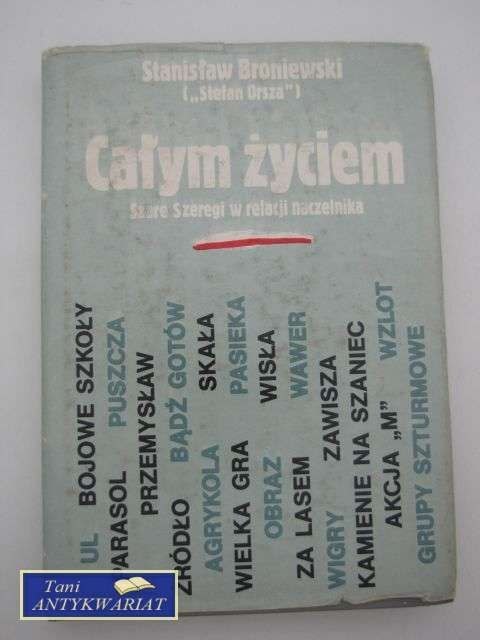 Stanisław Broniewski
(„Stefan Orsza")
Całym życiem
Szare Szeregi w relacji naczelnika
UL BOJOWE SZKOŁY
PARASOL PUSZCZA
PRZEMYSŁAW
ŹRÓDŁO BĄDŹ GOTÓW
AGRYKOLA SKAŁA
WIELKA GRA PASIEKA
OBRAZ WISŁA
ZA LASEM WAWER
WIGRY ZAWISZA
KAMIENIE NA SZANIEC
AKCJA „M" WZLOT
GRUPY SZTURMOWE
Tani
ANTYKWARIAT